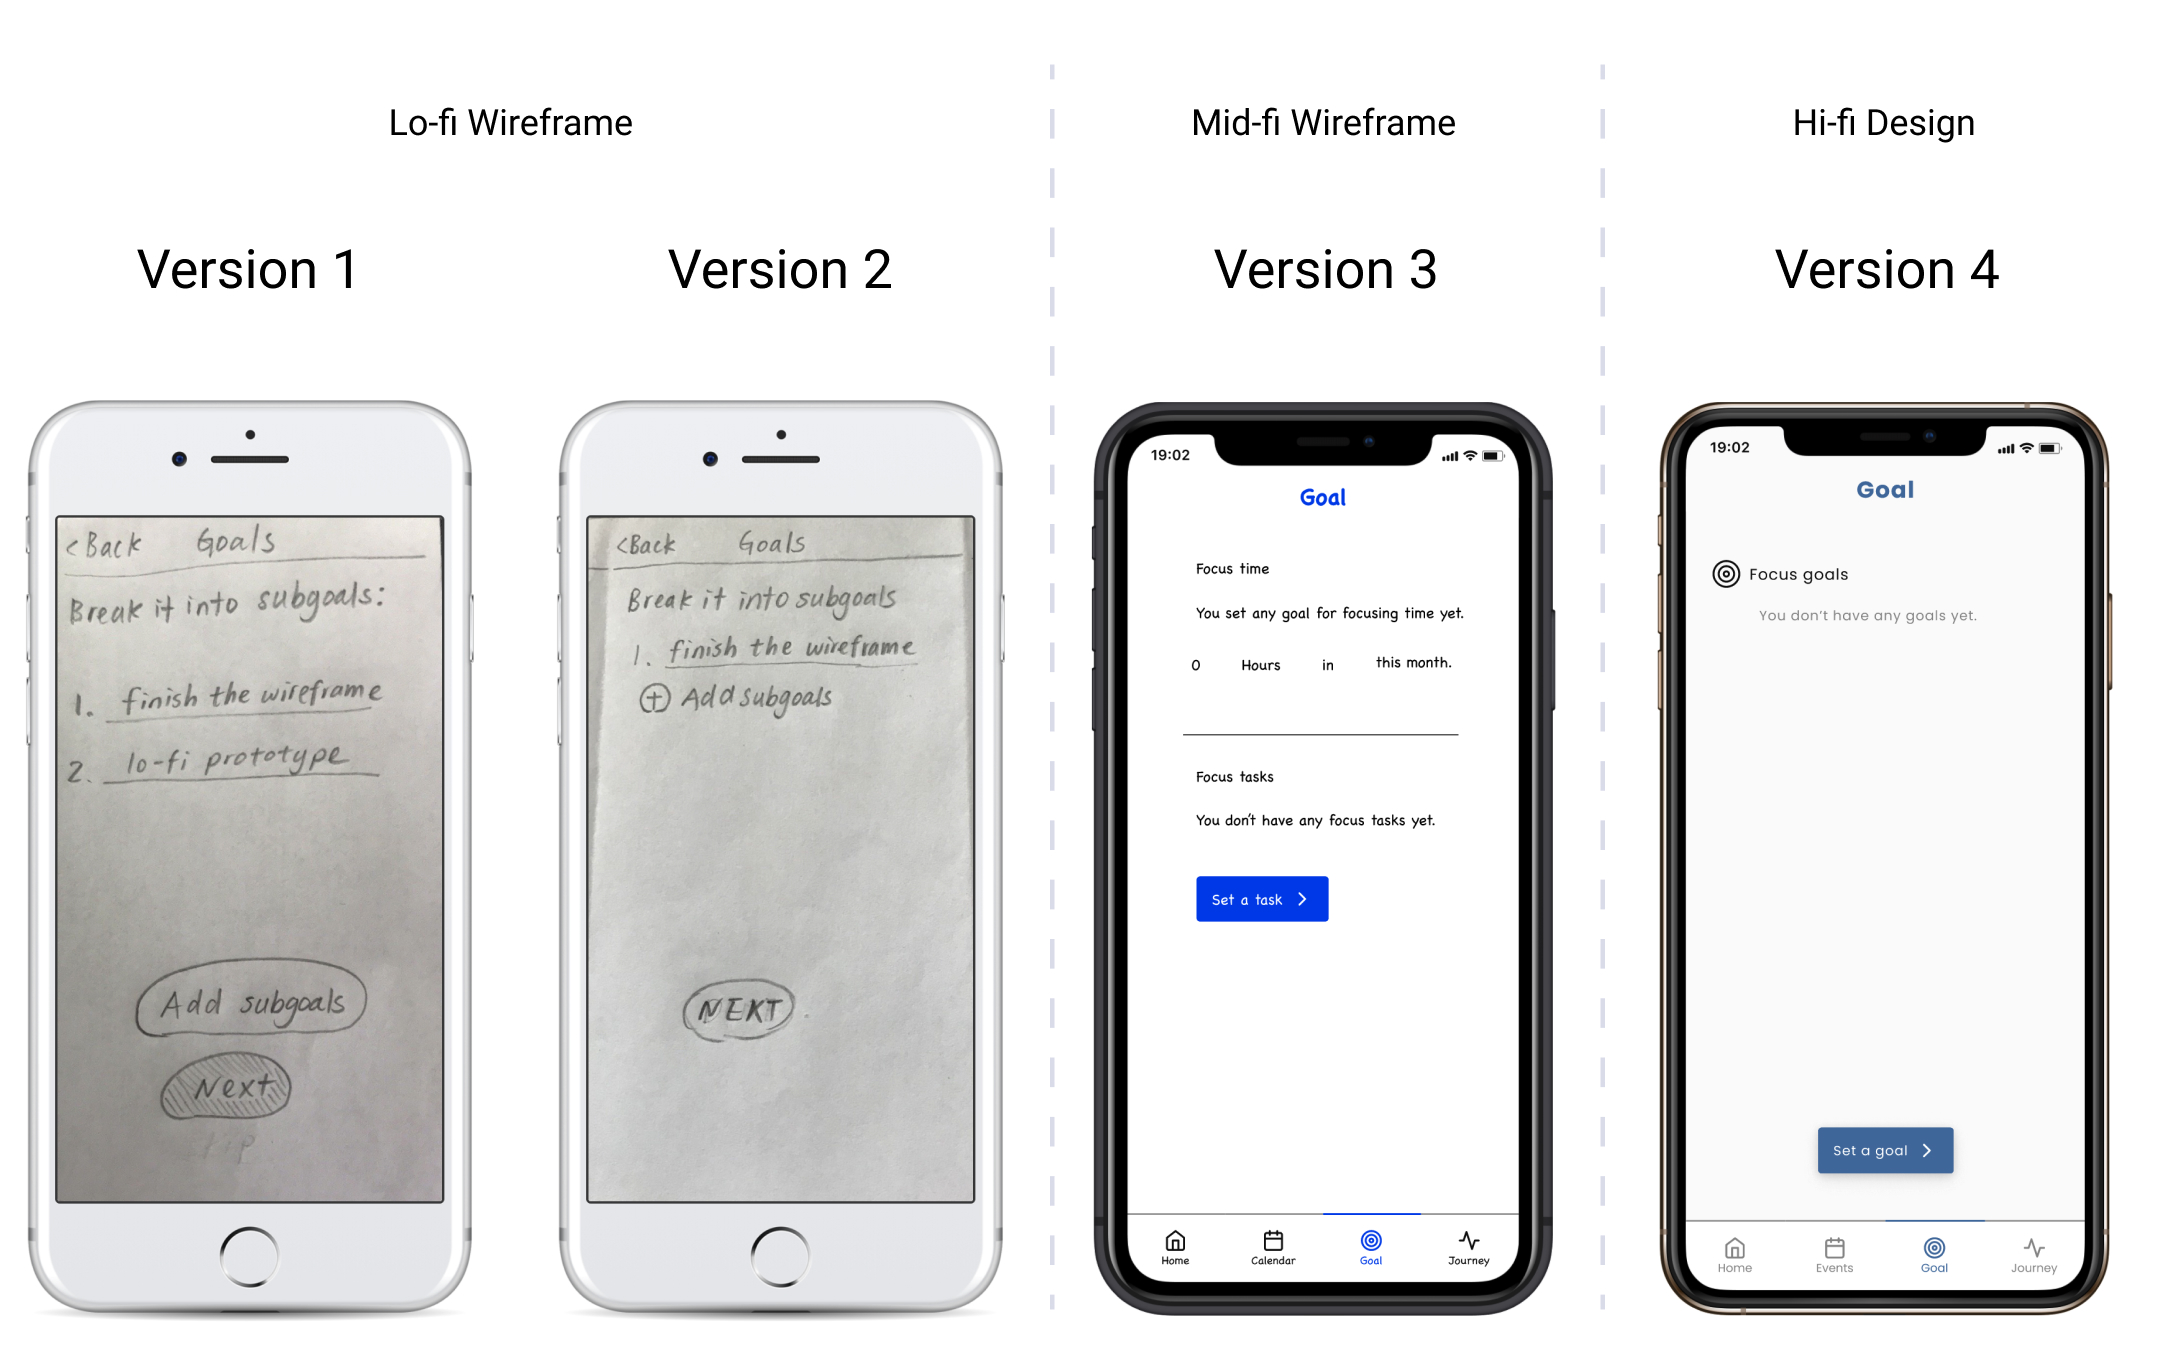 Lo-fi Wireframe
Mid-fi Wireframe
Hi-fi Design
Version 1
Version 2
Version 3
Version 4
< Back Goals
Break it into subgoals:
1. finish the wireframe
2. lo-fi prototype
Add subgoals
Next
<Back Goals
Break it into subgoals
1. finish the wireframe
+ Add subgoals
NEXT
19:02
Goal
Focus time
You set any goal for focusing time yet.
0 Hours in this month.
Focus tasks
You don't have any focus tasks yet.
Set a task >
Home Calendar Goal Journey
19:02
Goal
Focus goals
You don't have any goals yet.
Set a goal >
Home Events Goal Journey